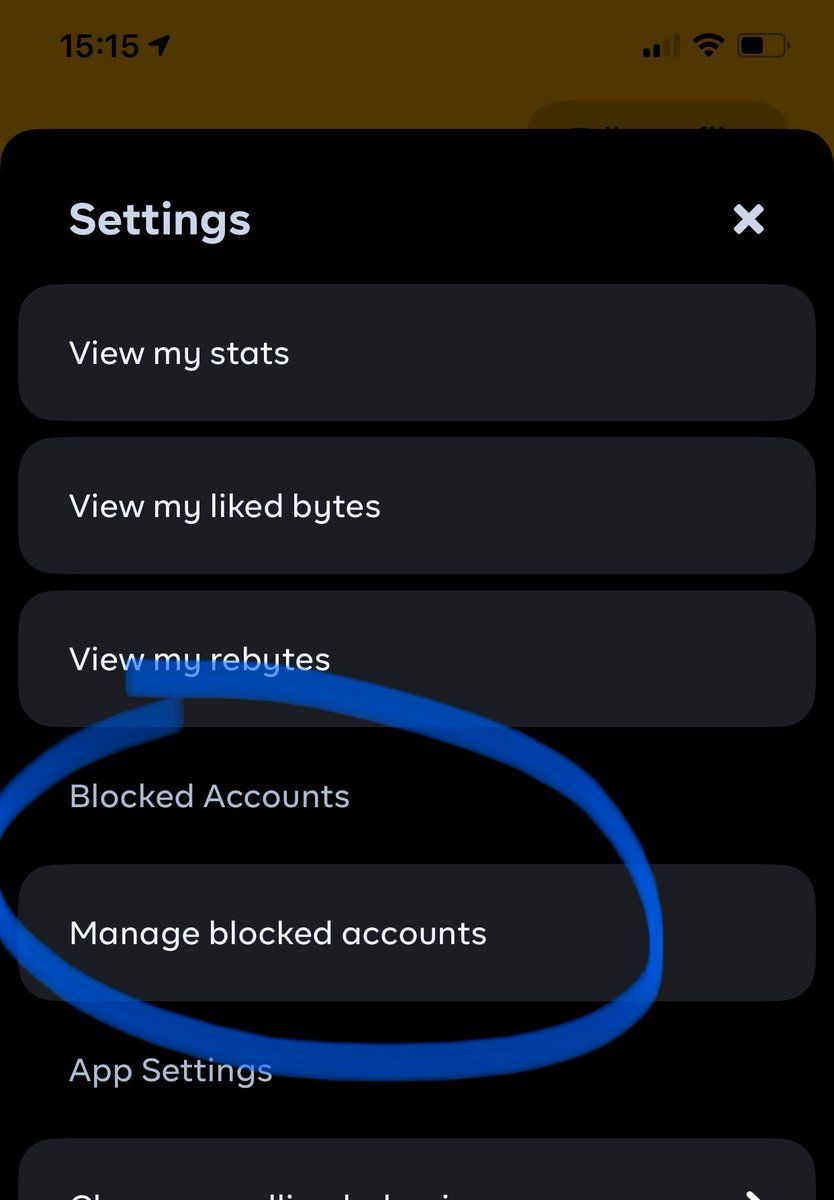 15:15
Settings
View my stats
View my liked bytes
View my rebytes
Blocked Accounts
Manage blocked accounts
App Settings